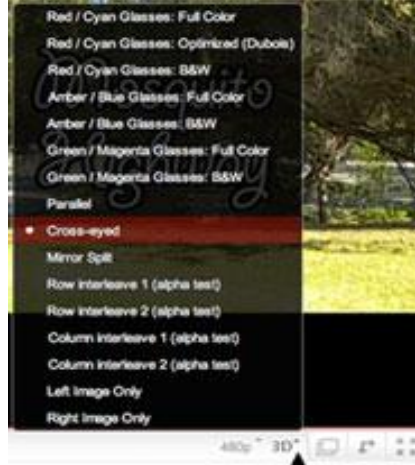 Red / Cyan Glasses: Full Color
Red / Cyan Glasses: Optimized (Dubois)
Red / Cyan Glasses: B&W
Amber / Blue Glasses: Full Color
Amber / Blue Glasses: B&W
Green / Magenta Glasses: Full Color
Green / Magenta Glasses: B&W
Parallel
Cross-eyed
Mirror Split
Row interleave 1 (alpha test)
Row interleave 2 (alpha test)
Column interleave 1 (alpha test)
Column interleave 2 (alpha test)
Left Image Only
Right Image Only
480p 3D